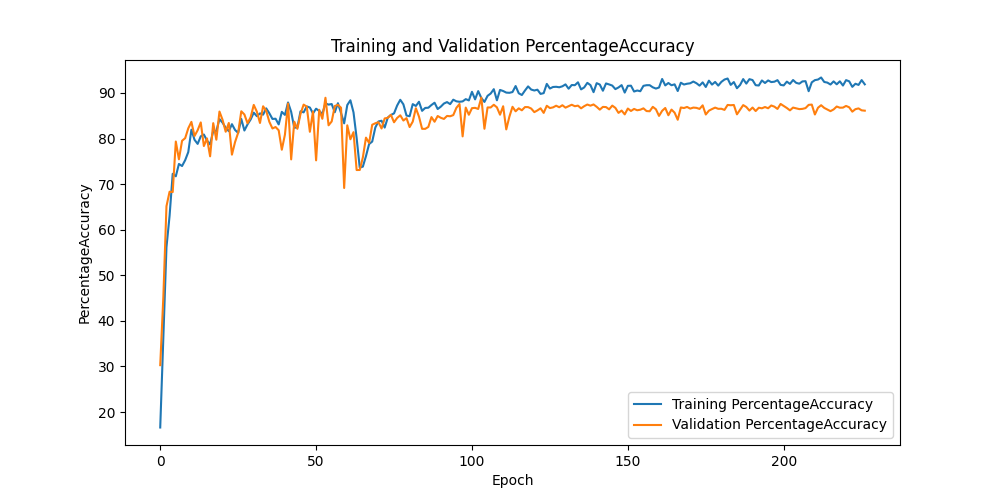 Training and Validation PercentageAccuracy
PercentageAccuracy
90
80
70
60
50
40
30
20
0
50
100
150
200
Epoch
Training PercentageAccuracy
Validation PercentageAccuracy